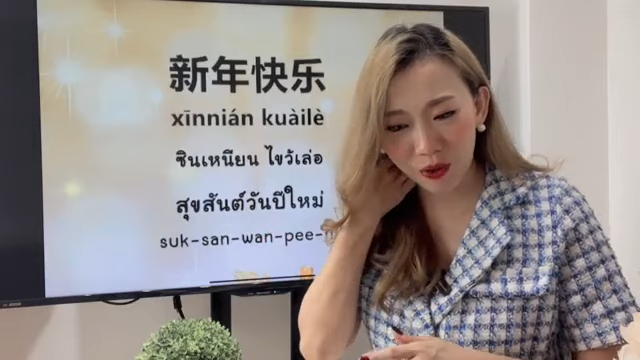 新年快乐
xīnnián kuàilè
ซินเหนียน ไขว้เล่อ
สุขสันต์วันปีใหม่
suk-san-wan-pee-